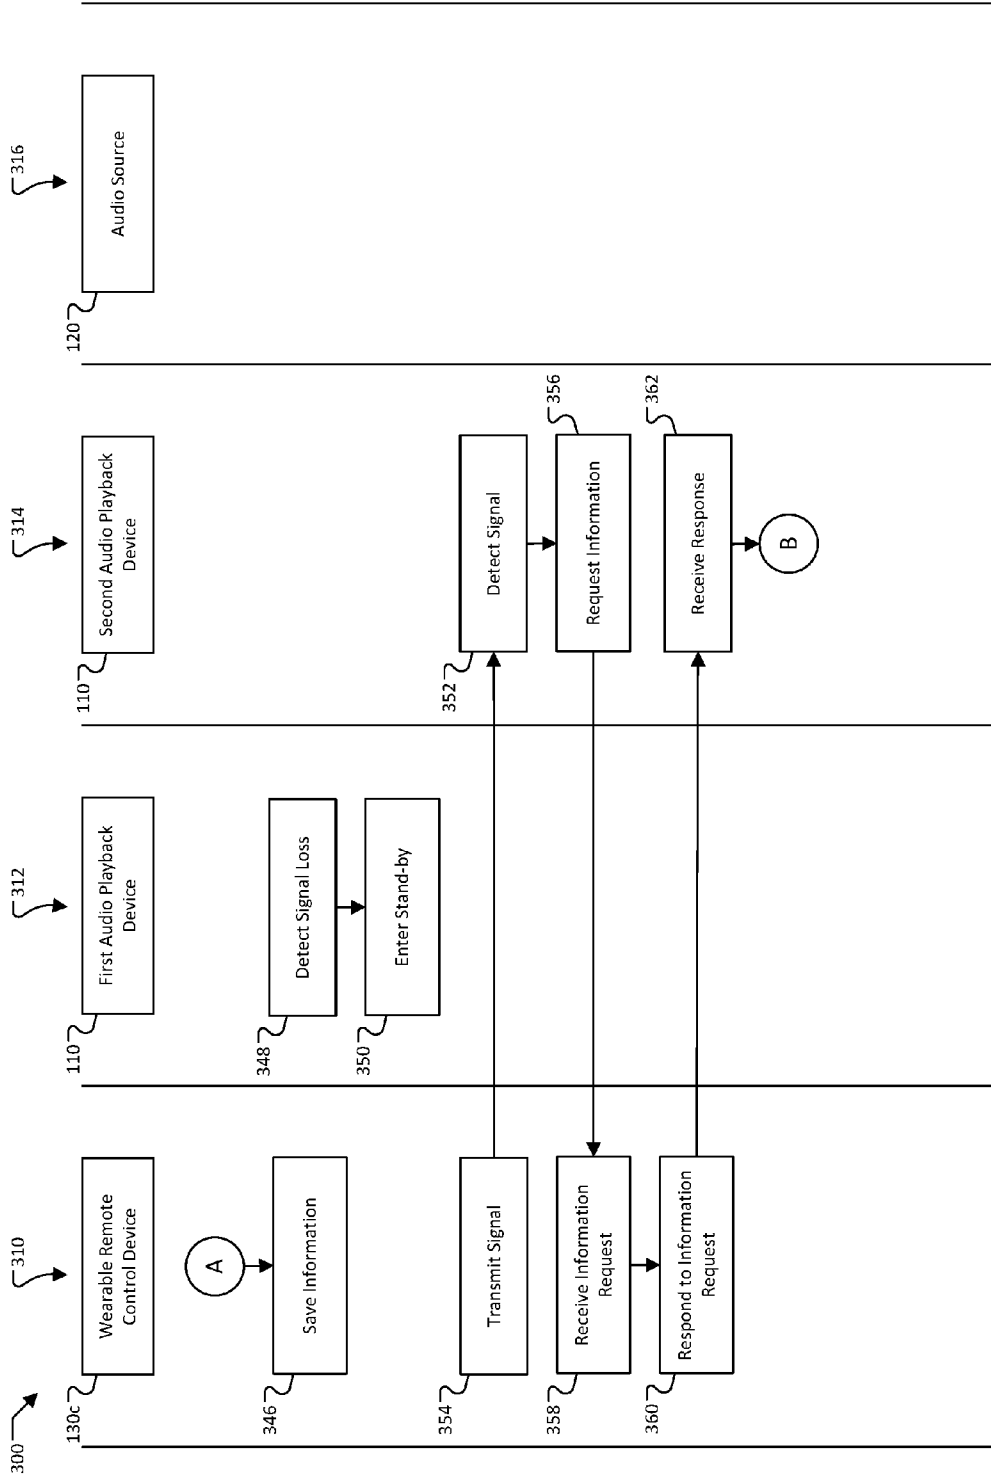 300
310
312
314
316
130c
Wearable Remote
Control Device
110
First Audio Playback
Device
110
Second Audio Playback
Device
120
Audio Source
A
346
Save Information
348
Detect Signal Loss
350
Enter Stand-by
354
Transmit Signal
352
Detect Signal
356
Request Information
358
Receive Information
Request
360
Respond to Information
Request
362
Receive Response
B